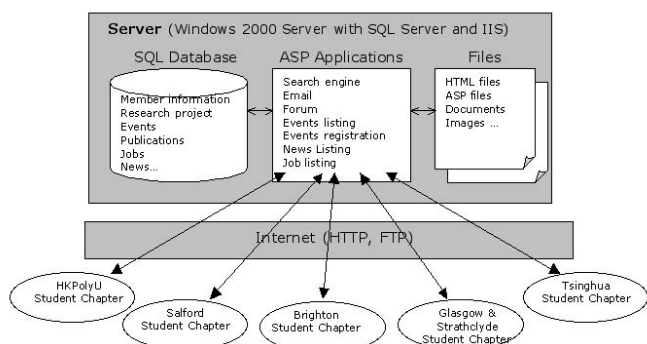 Server (Windows 2000 Server with SQL Server and IIS)
SQL Database
Member information
Research project
Events
Publications
Jobs
News...
ASP Applications
Search engine
Email
Forum
Events listing
Events registration
News Listing
Job listing
Files
HTML files
ASP files
Documents
Images ...
Internet (HTTP, FTP)
HKPolyU
Student Chapter
Salford
Student Chapter
Brighton
Student Chapter
Glasgow &
Strathclyde
Student Chapter
Tsinghua
Student Chapter